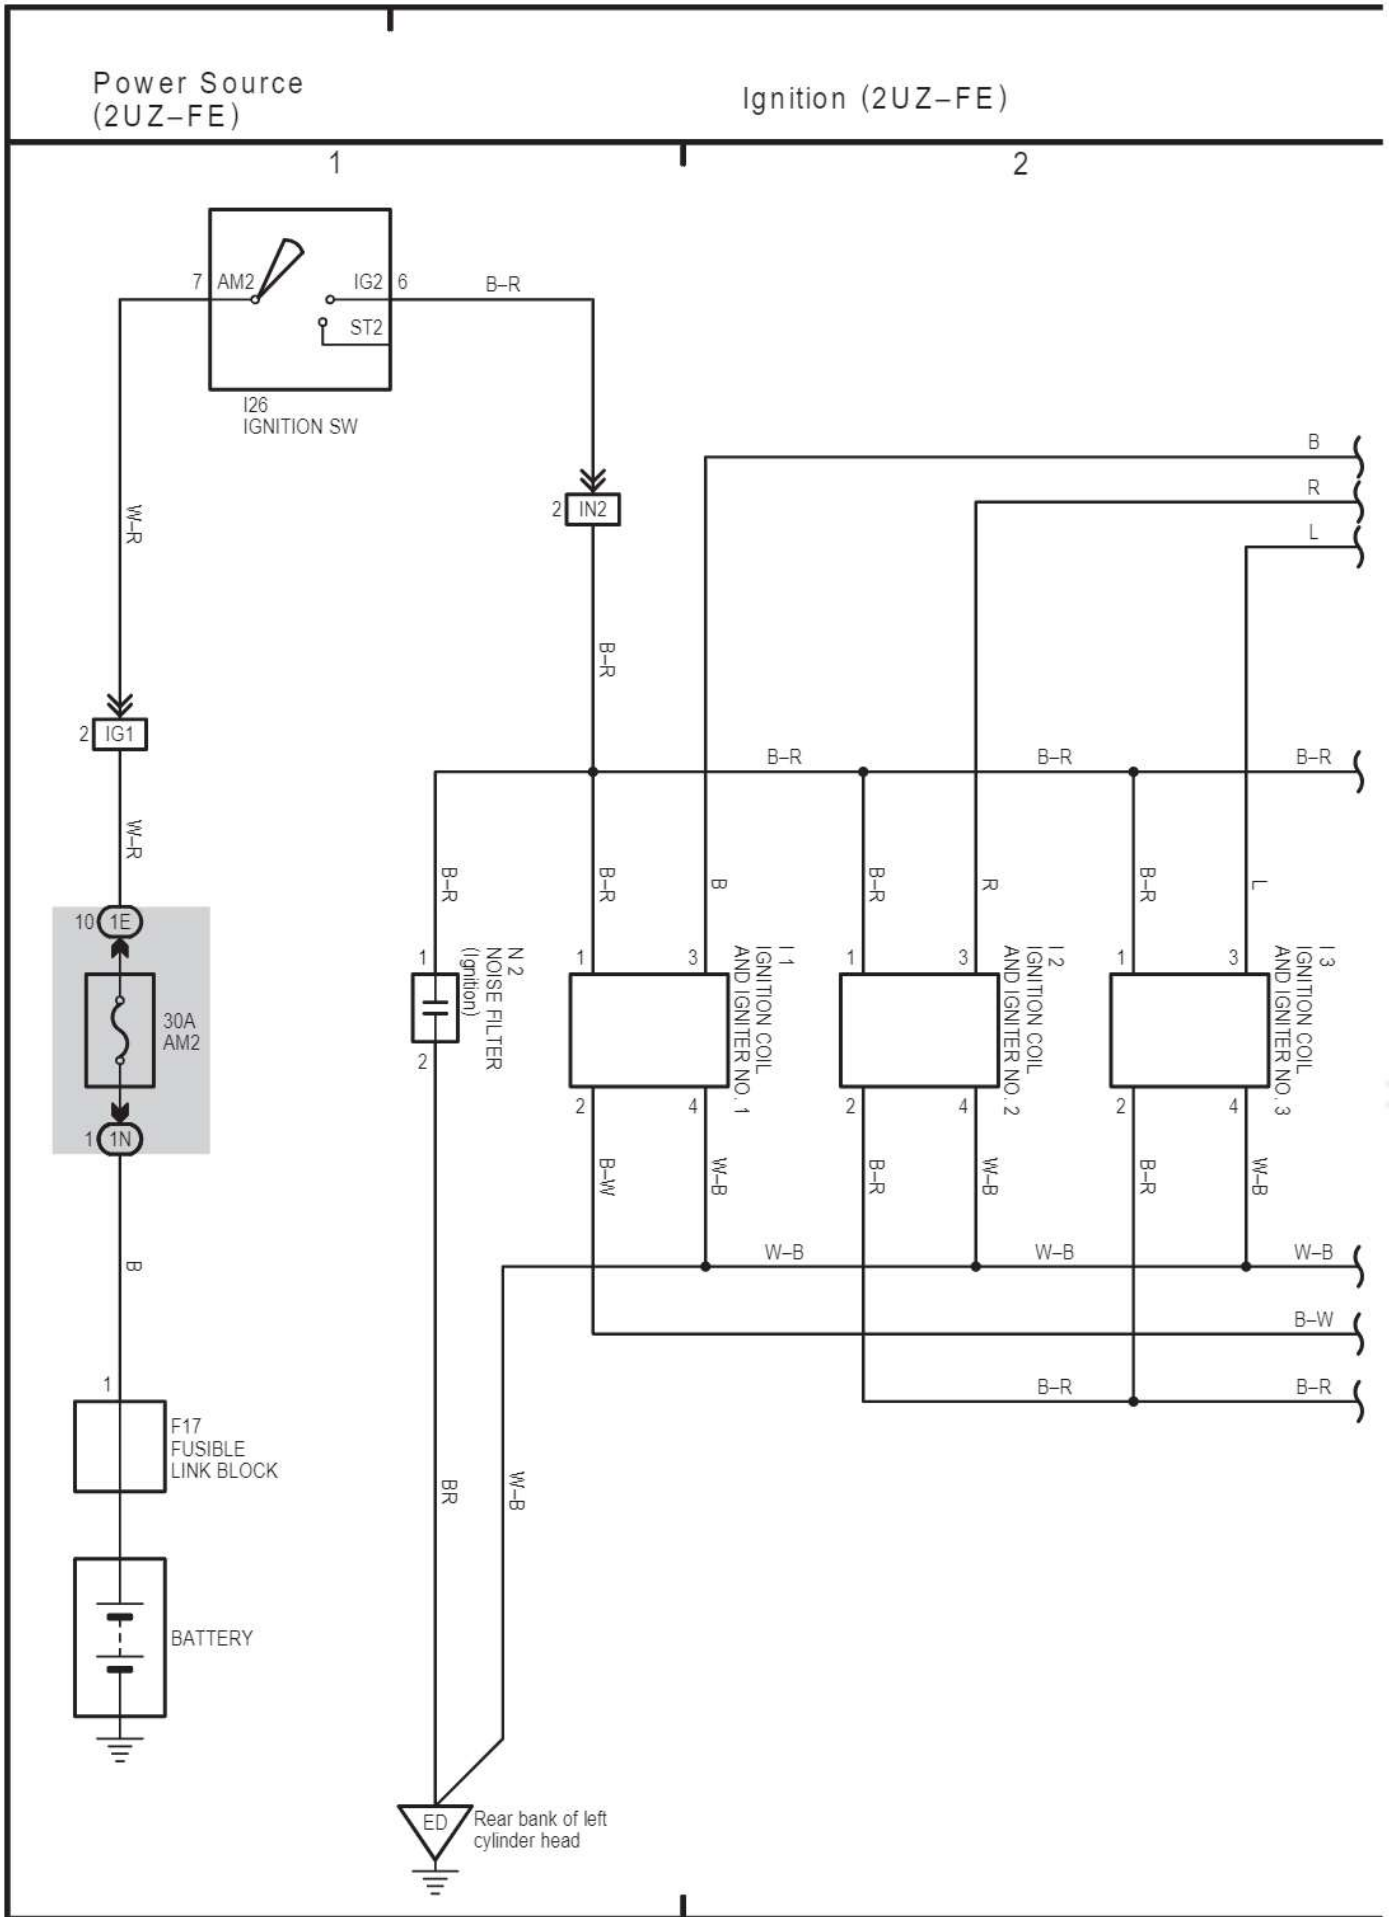 Power Source
(2UZ–FE)
Ignition (2UZ–FE)
1
2
7
AM2
IG2
6
B–R
ST2
I26
IGNITION SW
B
R
L
W–R
2
IN2
B–R
2
IG1
B–R
B–R
B–R
W–R
B–R
B–R
B
B–R
R
B–R
L
10
1E
1
N 2
NOISE FILTER
(Ignition)
1
3
I 1
IGNITION COIL
AND IGNITER NO. 1
1
3
I 2
IGNITION COIL
AND IGNITER NO. 2
1
3
I 3
IGNITION COIL
AND IGNITER NO. 3
30A
AM2
2
2
4
2
4
2
4
1
1N
B–W
W–B
B–R
W–B
B–R
W–B
B
W–B
W–B
W–B
B–W
1
B–R
B–R
F17
FUSIBLE
LINK BLOCK
BR
W–B
BATTERY
ED
Rear bank of left
cylinder head